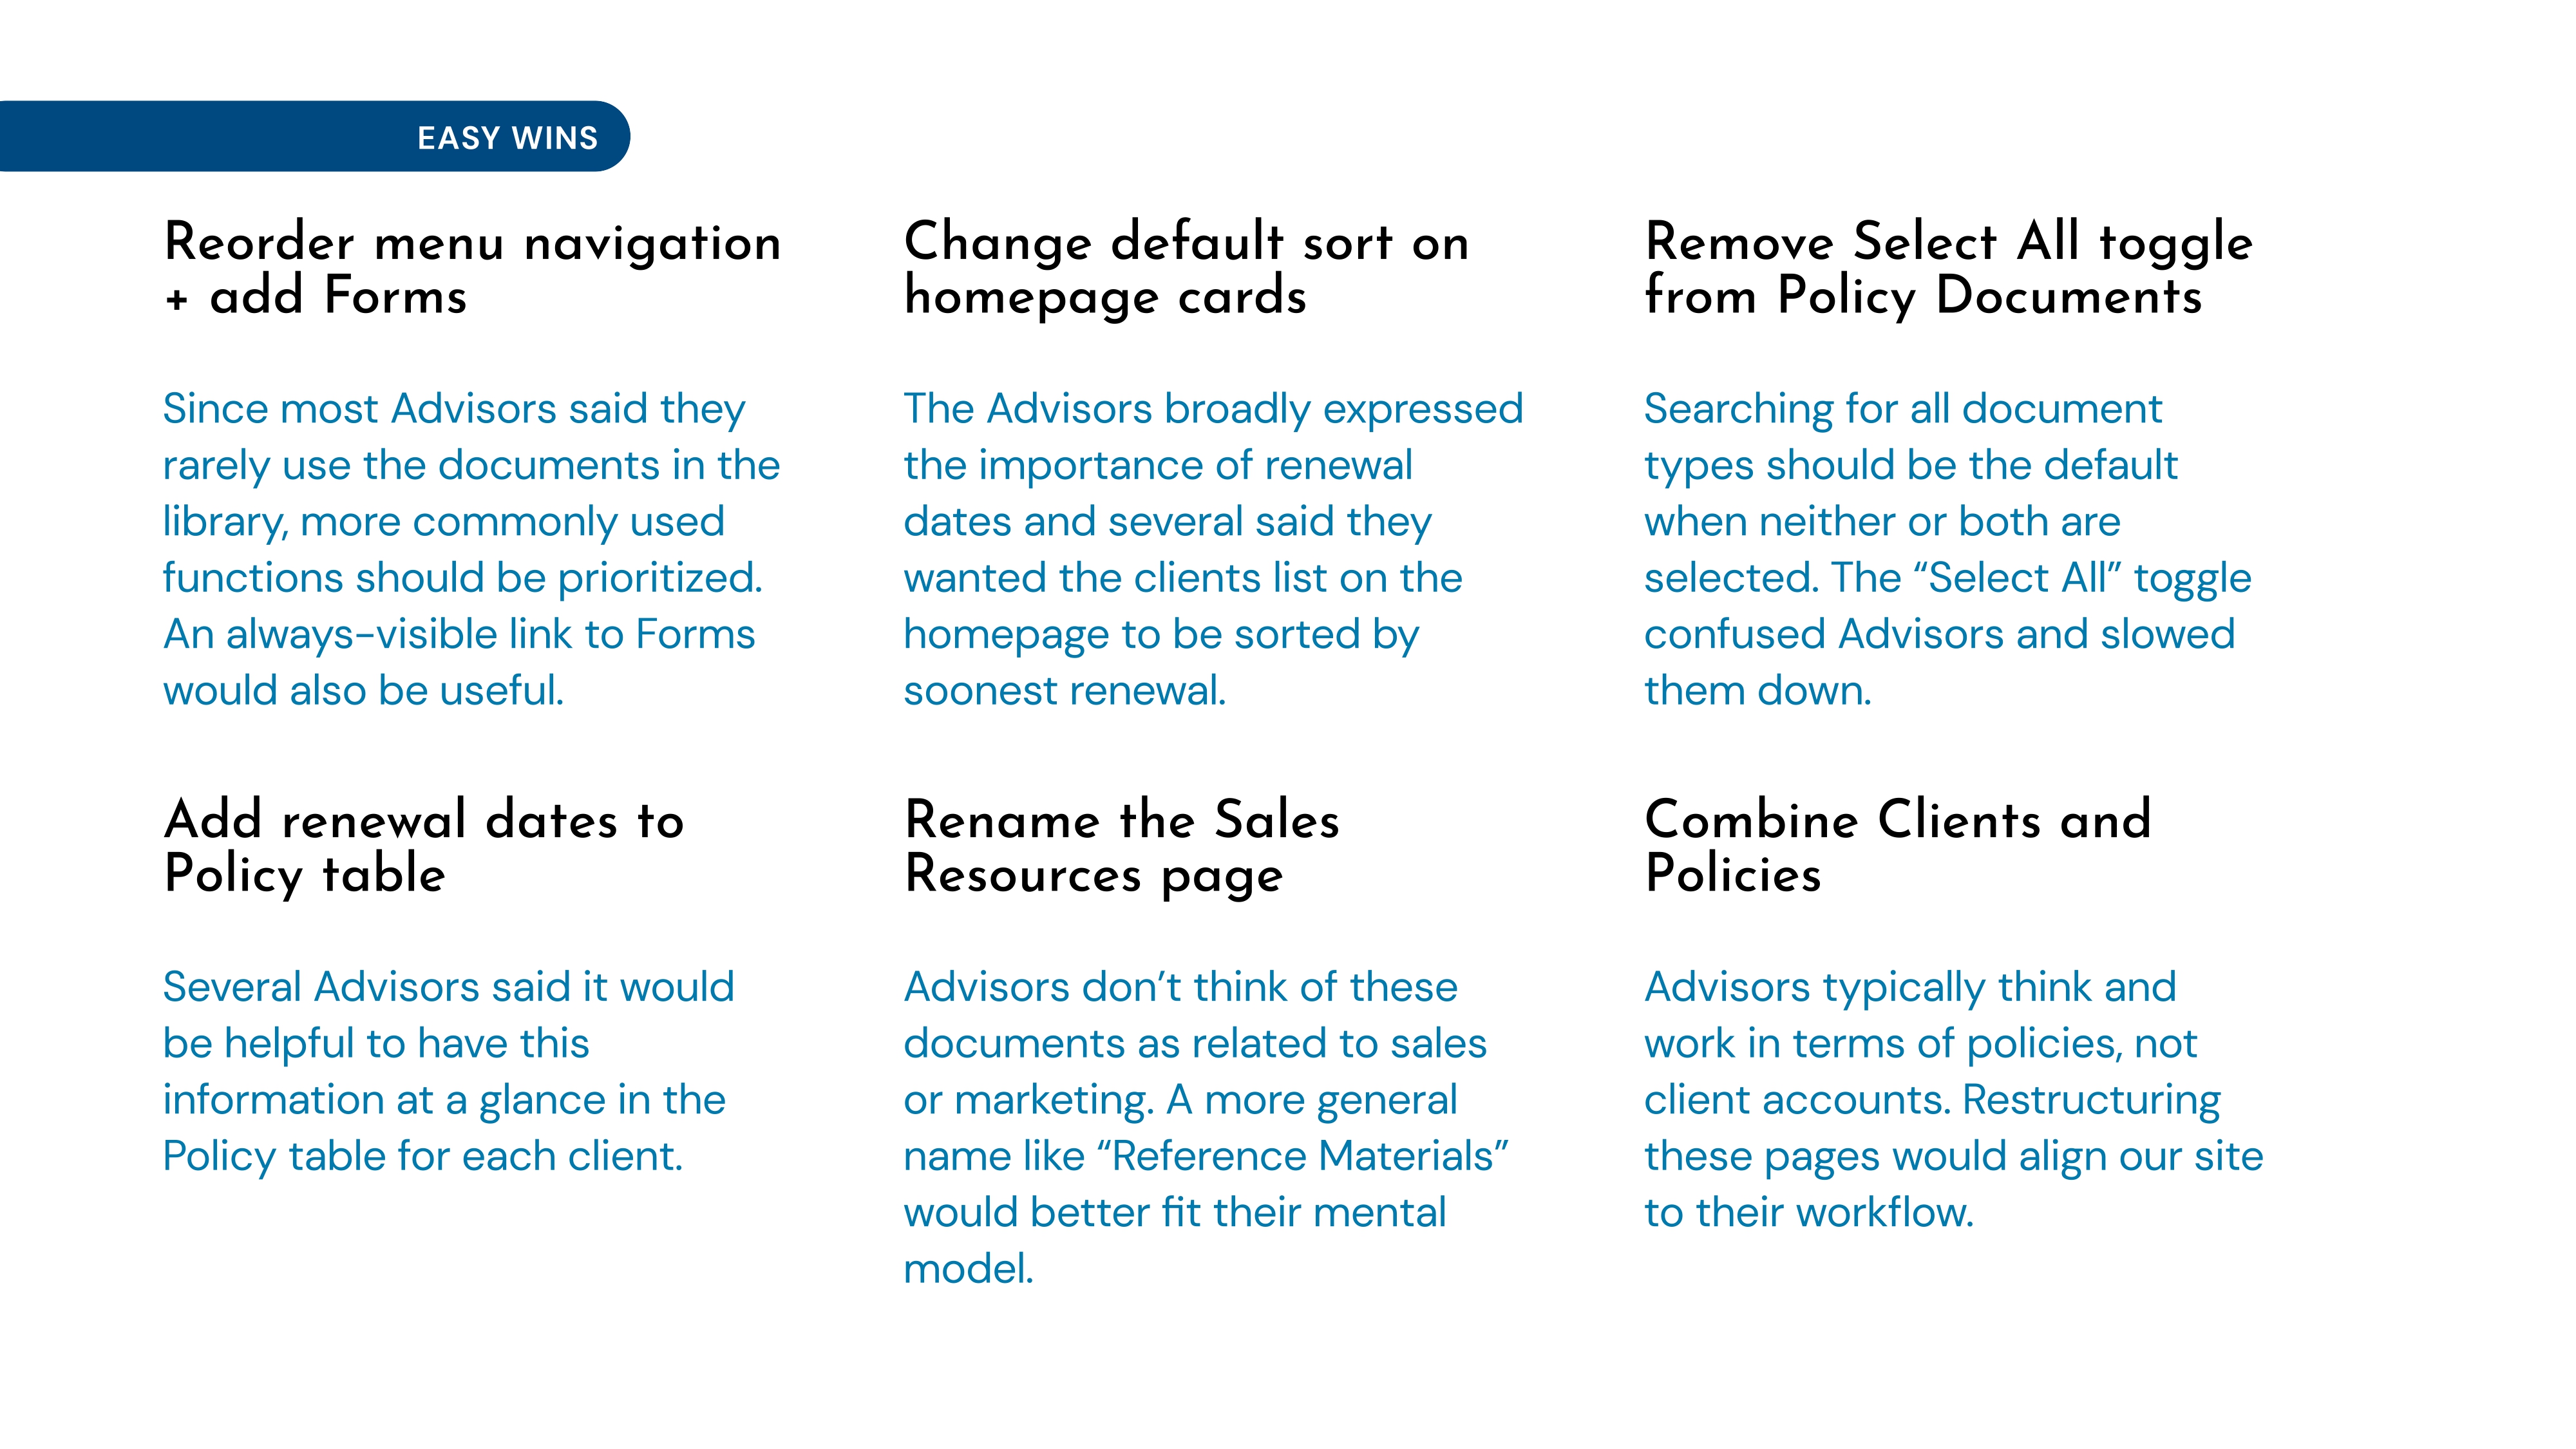 EASY WINS
Reorder menu navigation
+ add Forms
Since most Advisors said they
rarely use the documents in the
library, more commonly used
functions should be prioritized.
An always-visible link to Forms
would also be useful.
Change default sort on
homepage cards
The Advisors broadly expressed
the importance of renewal
dates and several said they
wanted the clients list on the
homepage to be sorted by
soonest renewal.
Remove Select All toggle
from Policy Documents
Searching for all document
types should be the default
when neither or both are
selected. The “Select All” toggle
confused Advisors and slowed
them down.
Add renewal dates to
Policy table
Several Advisors said it would
be helpful to have this
information at a glance in the
Policy table for each client.
Rename the Sales
Resources page
Advisors don’t think of these
documents as related to sales
or marketing. A more general
name like “Reference Materials”
would better fit their mental
model.
Combine Clients and
Policies
Advisors typically think and
work in terms of policies, not
client accounts. Restructuring
these pages would align our site
to their workflow.